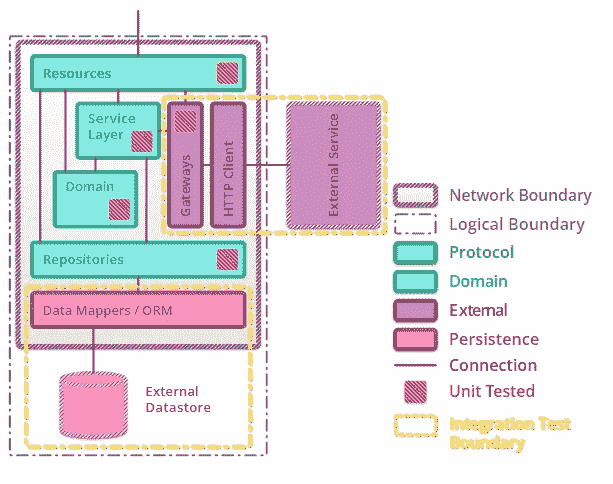 Resources
Service
Layer
Domain
Gateways
HTTP Client
External Service
Repositories
Data Mappers / ORM
External
Datastore
Network Boundary
Logical Boundary
Protocol
Domain
External
Persistence
Connection
Unit Tested
Integration Test
Boundary